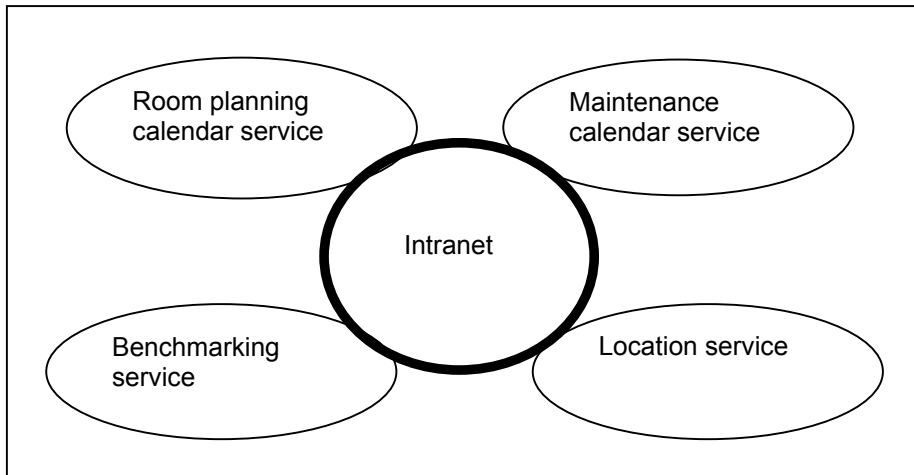 Room planning
calendar service
Maintenance
calendar service
Intranet
Benchmarking
service
Location service